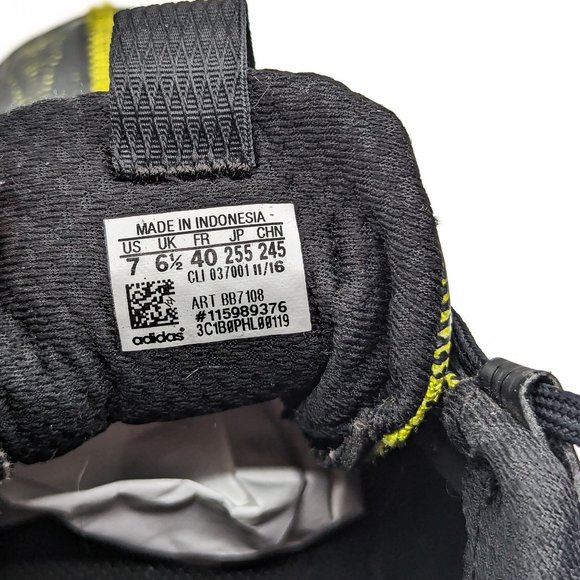 MADE IN INDONESIA
US UK FR JP CHN
7 6½ 40 255 245
CLI 037001 11/16
ART BB7108
#115989376
adidas® 3C1B0PHL00119